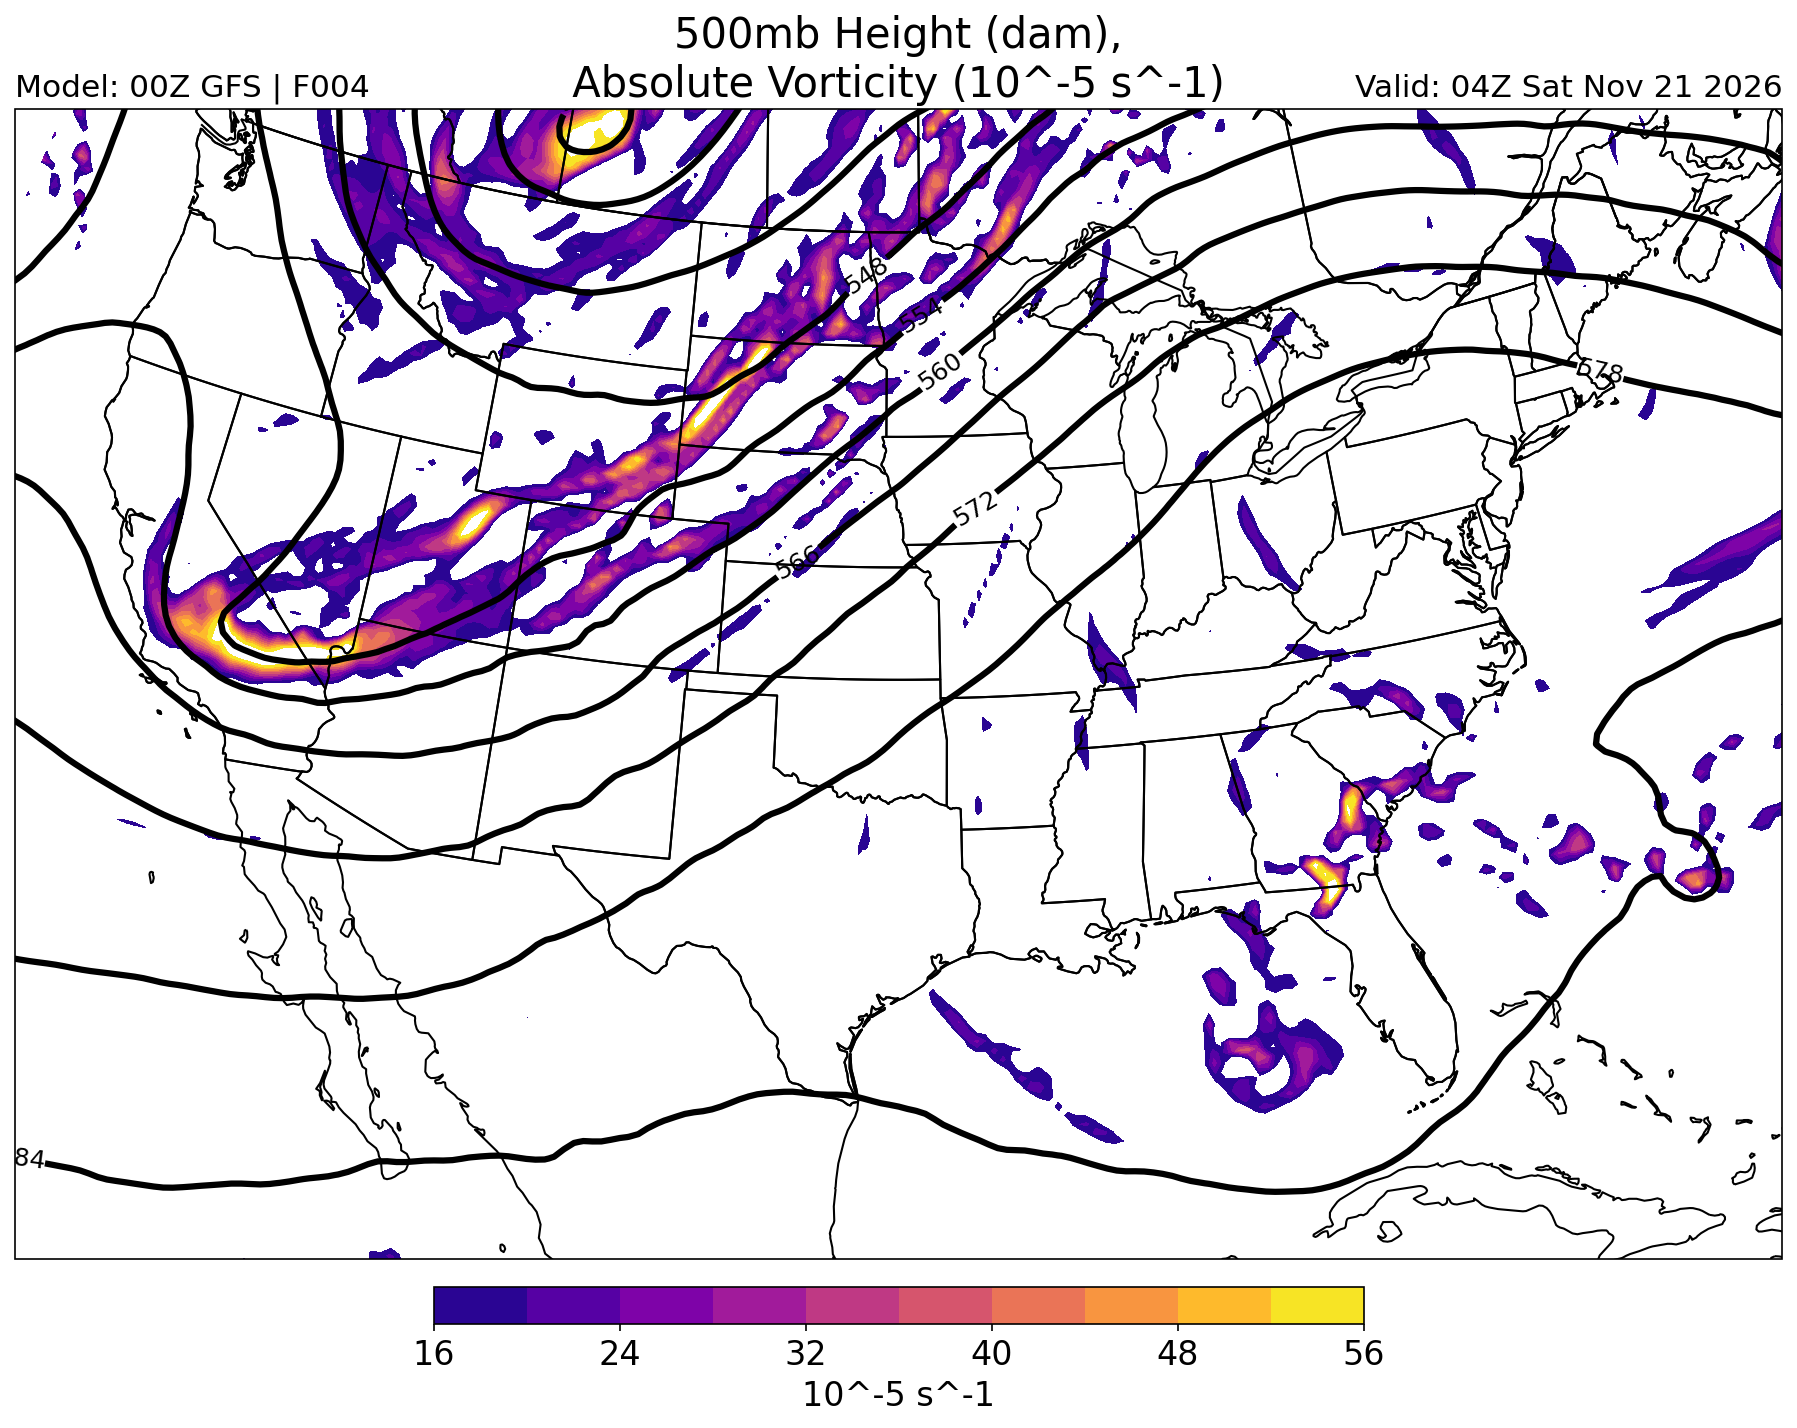 500mb Height (dam),
Model: 00Z GFS | F004
Absolute Vorticity (10^-5 s^-1)
Valid: 04Z Sat Nov 21 2026
548
554
560
578
572
566
84
16
24
32
40
48
56
10^-5 s^-1